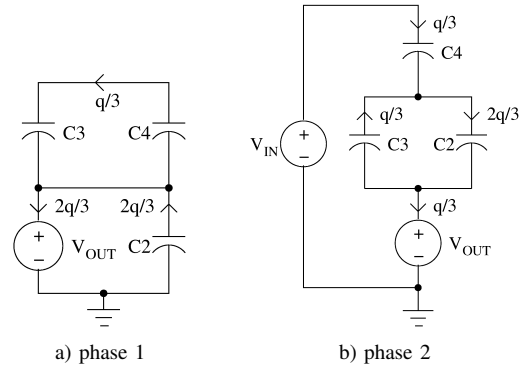 q/3
C3
C4
2q/3
2q/3
+
−
V_OUT
C2
a) phase 1
q/3
C4
q/3
2q/3
V_IN
+
−
C3
C2
q/3
+
−
V_OUT
b) phase 2